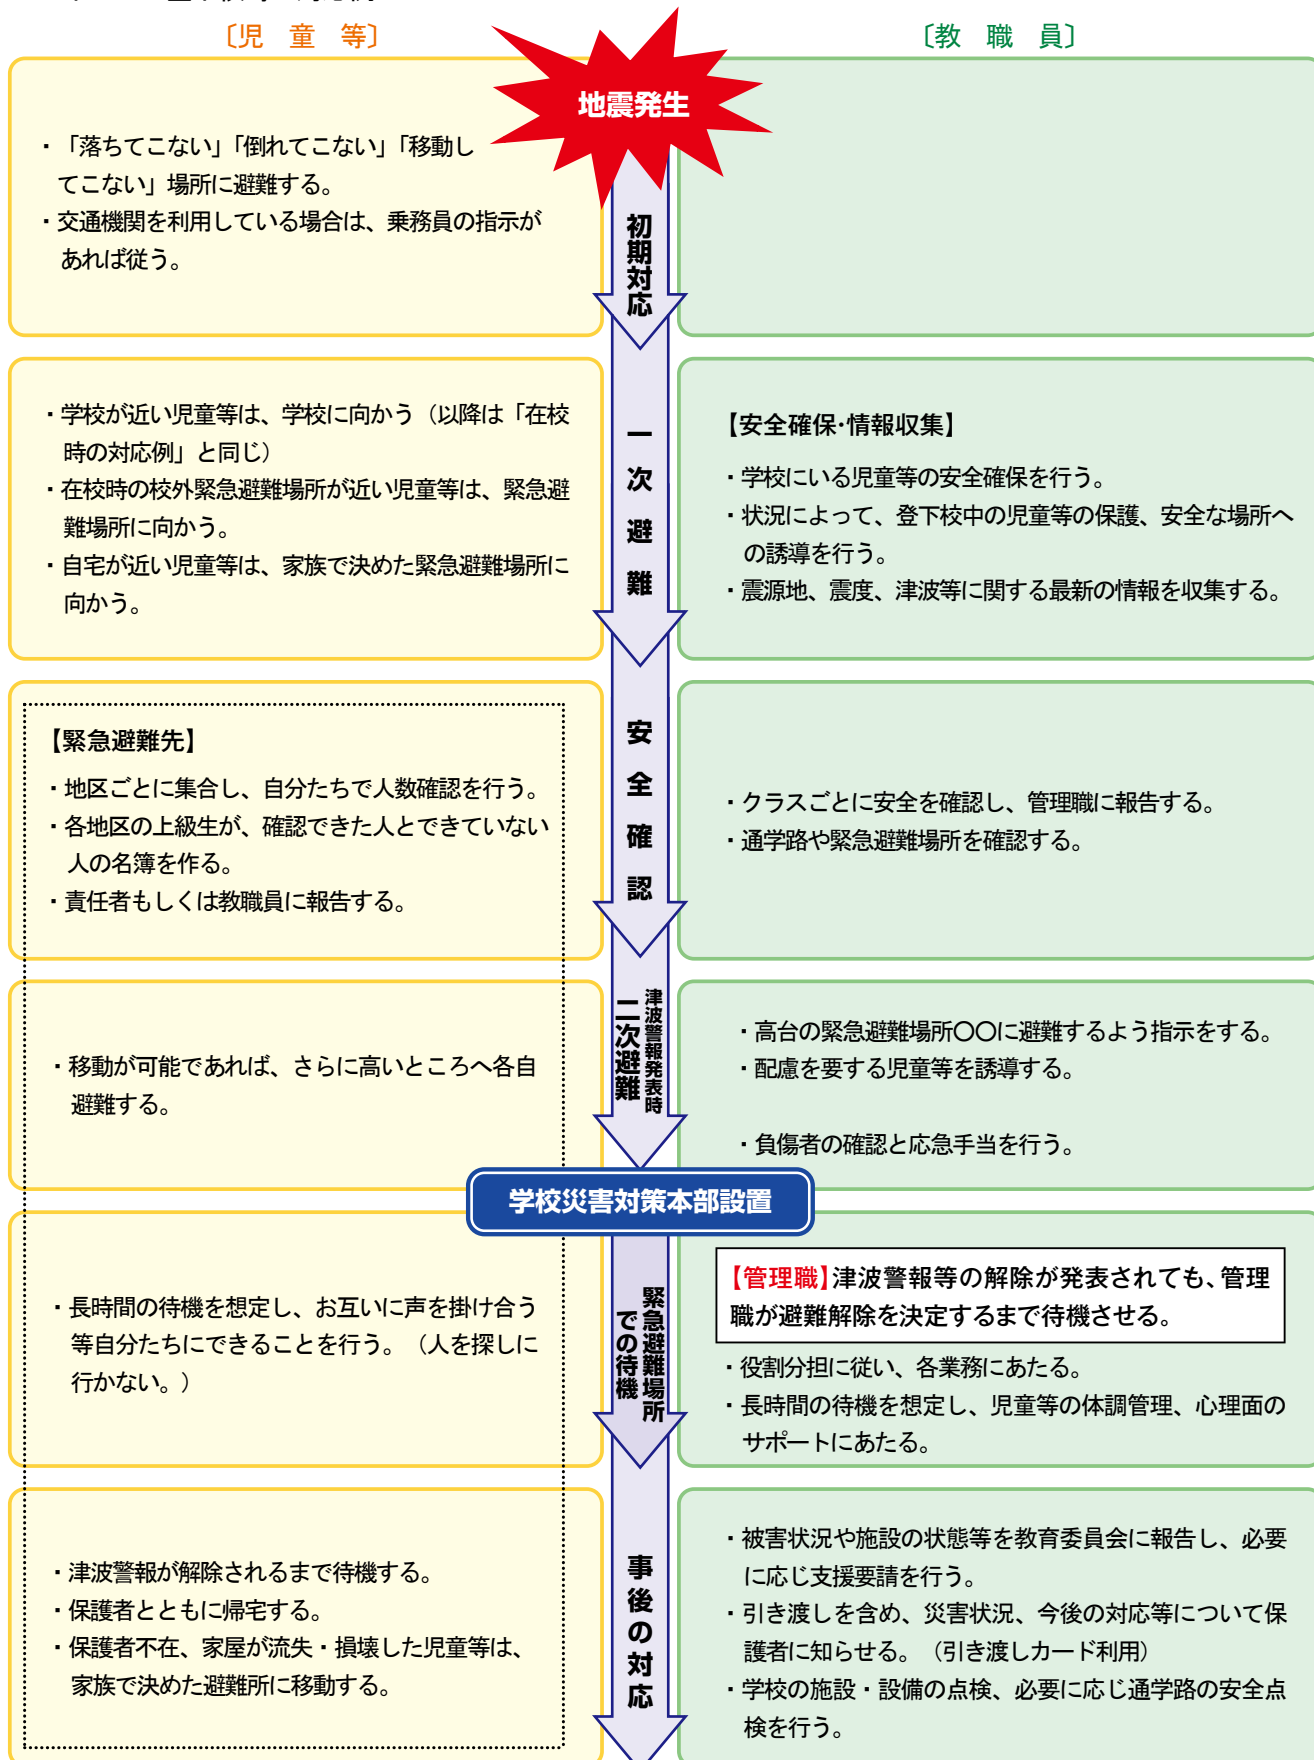 〔児　童　等〕
〔教　職　員〕
地震発生
・「落ちてこない」「倒れてこない」「移動し
てこない」場所に避難する。
・交通機関を利用している場合は、乗務員の指示が
あれば従う。
初期対応
・学校が近い児童等は、学校に向かう（以降は「在校
時の対応例」と同じ）
・在校時の校外緊急避難場所が近い児童等は、緊急避
難場所に向かう。
・自宅が近い児童等は、家族で決めた緊急避難場所に
向かう。
一次避難
【安全確保・情報収集】
・学校にいる児童等の安全確保を行う。
・状況によって、登下校中の児童等の保護、安全な場所へ
の誘導を行う。
・震源地、震度、津波等に関する最新の情報を収集する。
【緊急避難先】
・地区ごとに集合し、自分たちで人数確認を行う。
・各地区の上級生が、確認できた人とできていない
人の名簿を作る。
・責任者もしくは教職員に報告する。
安全確認
・クラスごとに安全を確認し、管理職に報告する。
・通学路や緊急避難場所を確認する。
・移動が可能であれば、さらに高いところへ各自
避難する。
津波警報発表時
二次避難
・高台の緊急避難場所〇〇に避難するよう指示をする。
・配慮を要する児童等を誘導する。
・負傷者の確認と応急手当を行う。
学校災害対策本部設置
・長時間の待機を想定し、お互いに声を掛け合う
等自分たちにできることを行う。（人を探しに
行かない。）
緊急避難場所
での待機
【管理職】津波警報等の解除が発表されても、管理
職が避難解除を決定するまで待機させる。
・役割分担に従い、各業務にあたる。
・長時間の待機を想定し、児童等の体調管理、心理面の
サポートにあたる。
・津波警報が解除されるまで待機する。
・保護者とともに帰宅する。
・保護者不在、家屋が流失・損壊した児童等は、
家族で決めた避難所に移動する。
事後の対応
・被害状況や施設の状態等を教育委員会に報告し、必要
に応じ支援要請を行う。
・引き渡しを含め、災害状況、今後の対応等について保
護者に知らせる。（引き渡しカード利用）
・学校の施設・設備の点検、必要に応じ通学路の安全点
検を行う。